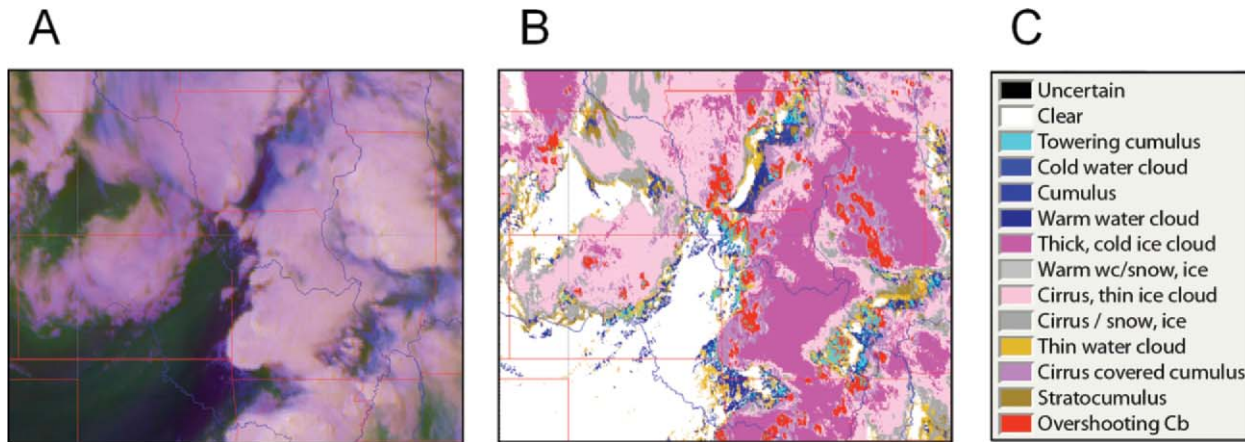 A
B
C
Uncertain
Clear
Towering cumulus
Cold water cloud
Cumulus
Warm water cloud
Thick, cold ice cloud
Warm wc/snow, ice
Cirrus, thin ice cloud
Cirrus / snow, ice
Thin water cloud
Cirrus covered cumulus
Stratocumulus
Overshooting Cb